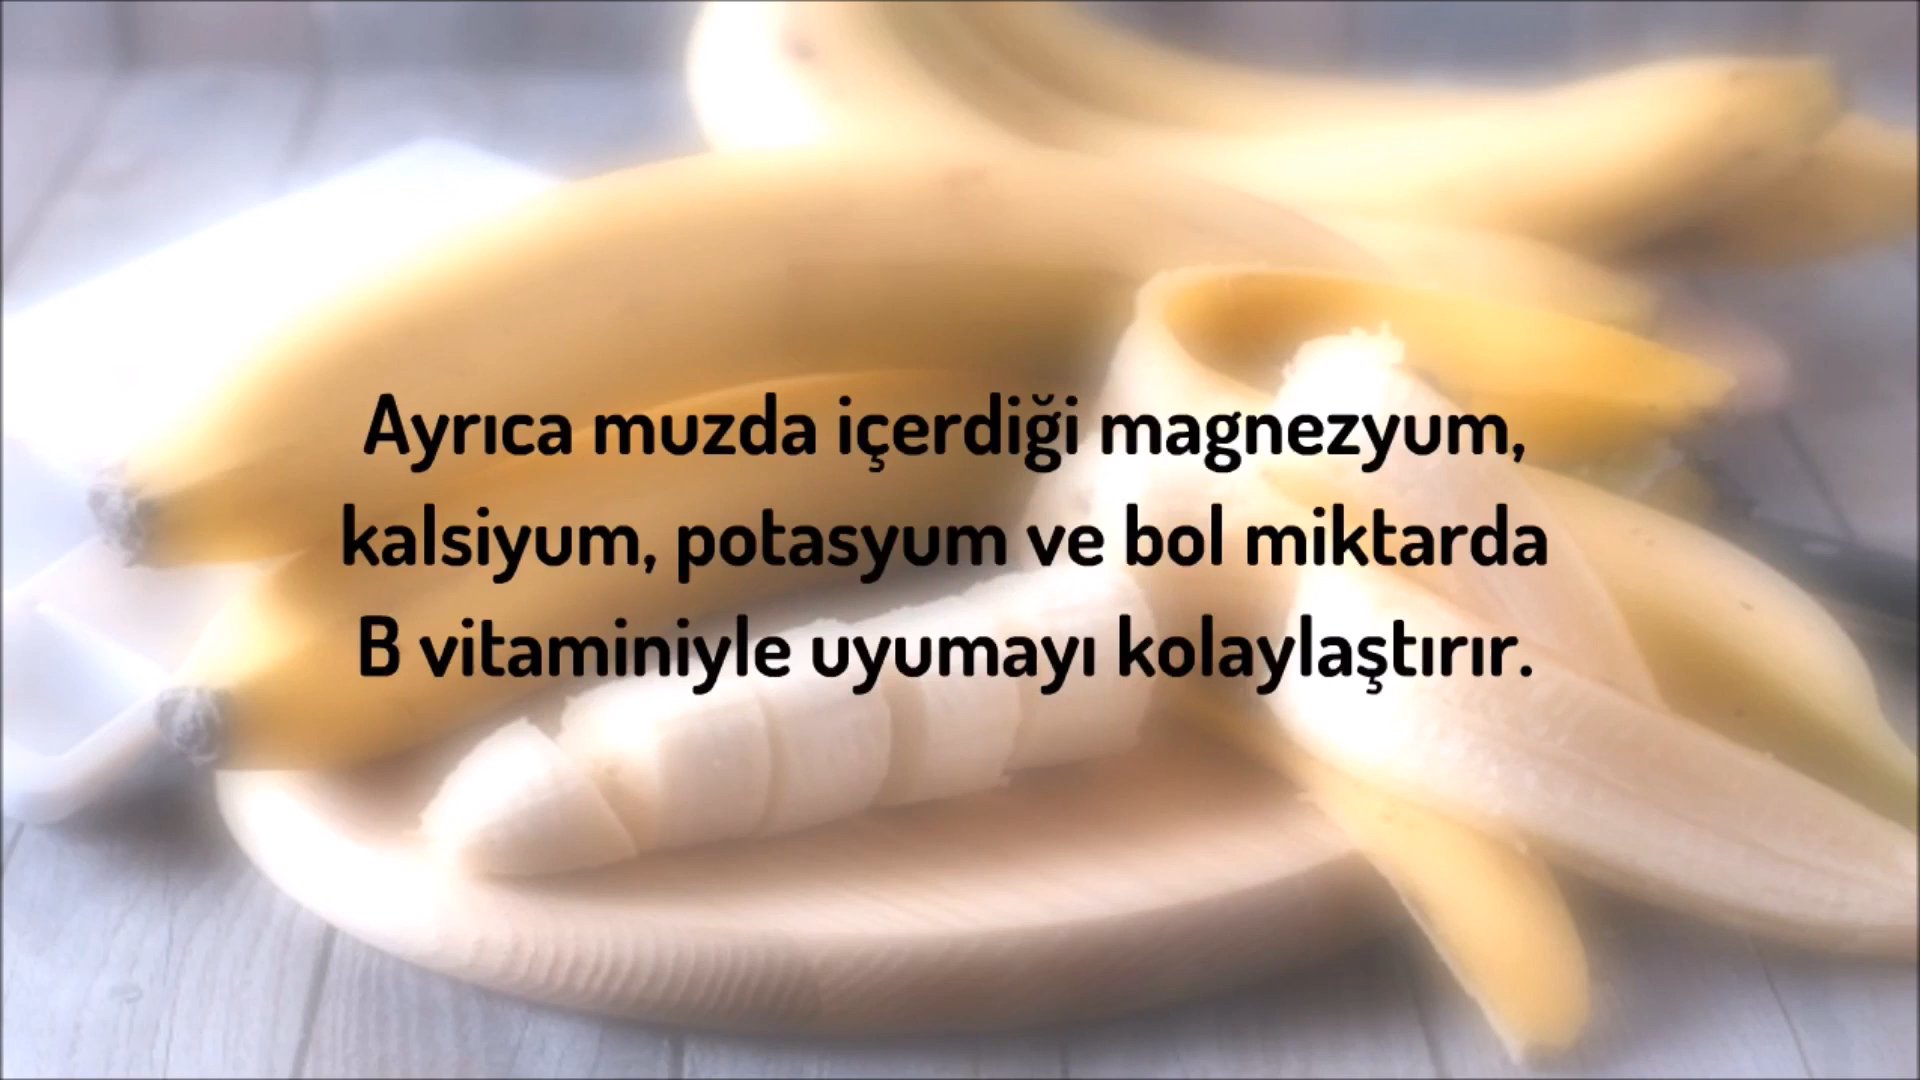 Ayrıca muzda içerdiği magnezyum,
kalsiyum, potasyum ve bol miktarda
B vitaminiyle uyumayı kolaylaştırır.